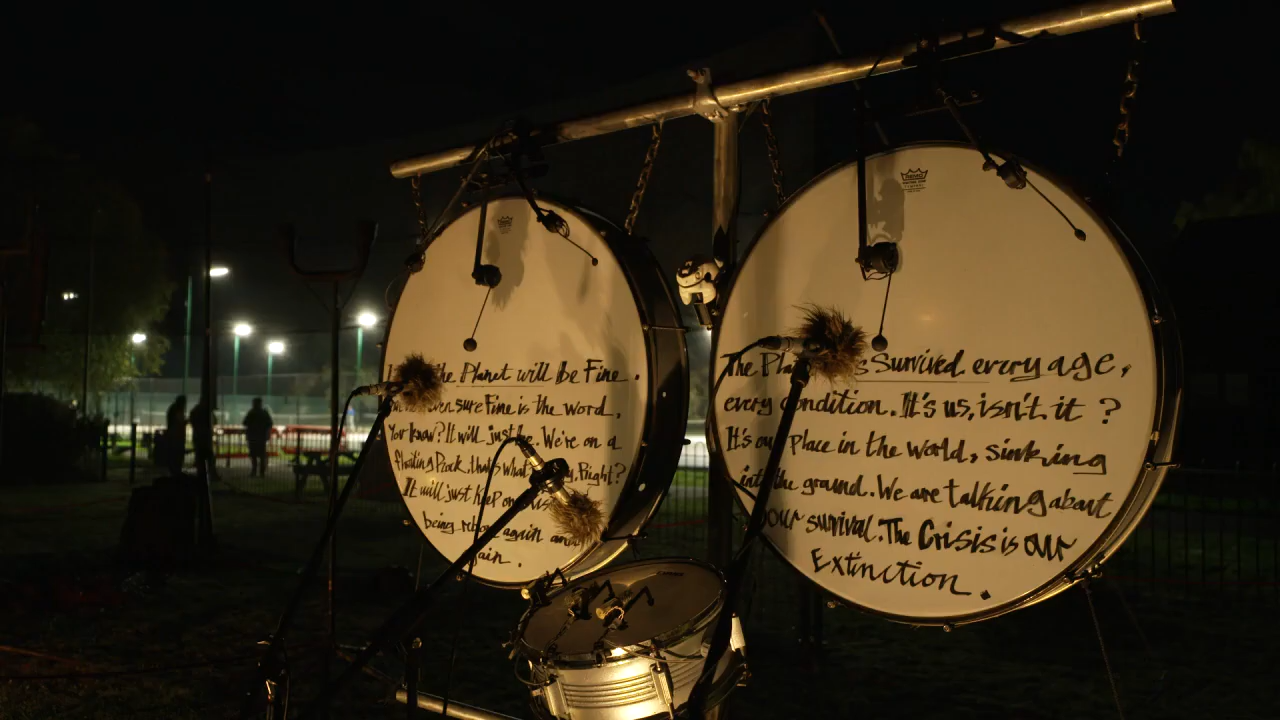 REMO
the Planet will be Fine.
sure Fine is the word,
You know? It will just be. We're on a
floating Rock, that's what Right?
It will just keep on
being again and
REMO
The Survived every age,
every condition. It's us, isn't it ?
It's our place in the world, sinking
into the ground. We are talking about
our survival. The Crisis is our
Extinction.